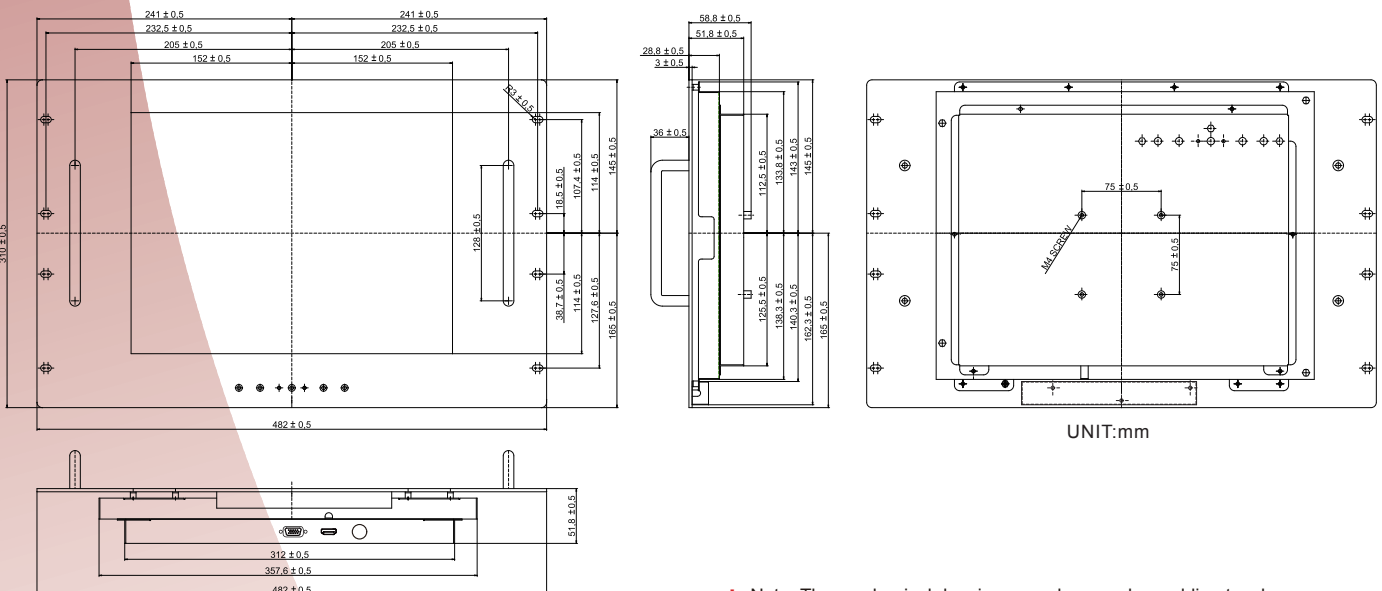 241 ± 0,5
241 ± 0,5
232,5 ± 0,5
232,5 ± 0,5
205 ± 0,5
205 ± 0,5
152 ± 0,5
152 ± 0,5
R3 ± 0,5
310 ± 0,5
18,5 ± 0,5
107,4 ± 0,5
114 ± 0,5
145 ± 0,5
128 ± 0,5
38,7 ± 0,5
114 ± 0,5
127,6 ± 0,5
165 ± 0,5
482 ± 0,5
58,8 ± 0,5
51,8 ± 0,5
28,8 ± 0,5
3 ± 0,5
36 ± 0,5
112,5 ± 0,5
133,8 ± 0,5
143 ± 0,5
145 ± 0,5
125,5 ± 0,5
138,3 ± 0,5
140,3 ± 0,5
162,3 ± 0,5
165 ± 0,5
75 ± 0,5
M4 SCREW
75 ± 0,5
UNIT:mm
51,8 ± 0,5
312 ± 0,5
357,6 ± 0,5
482 ± 0,5